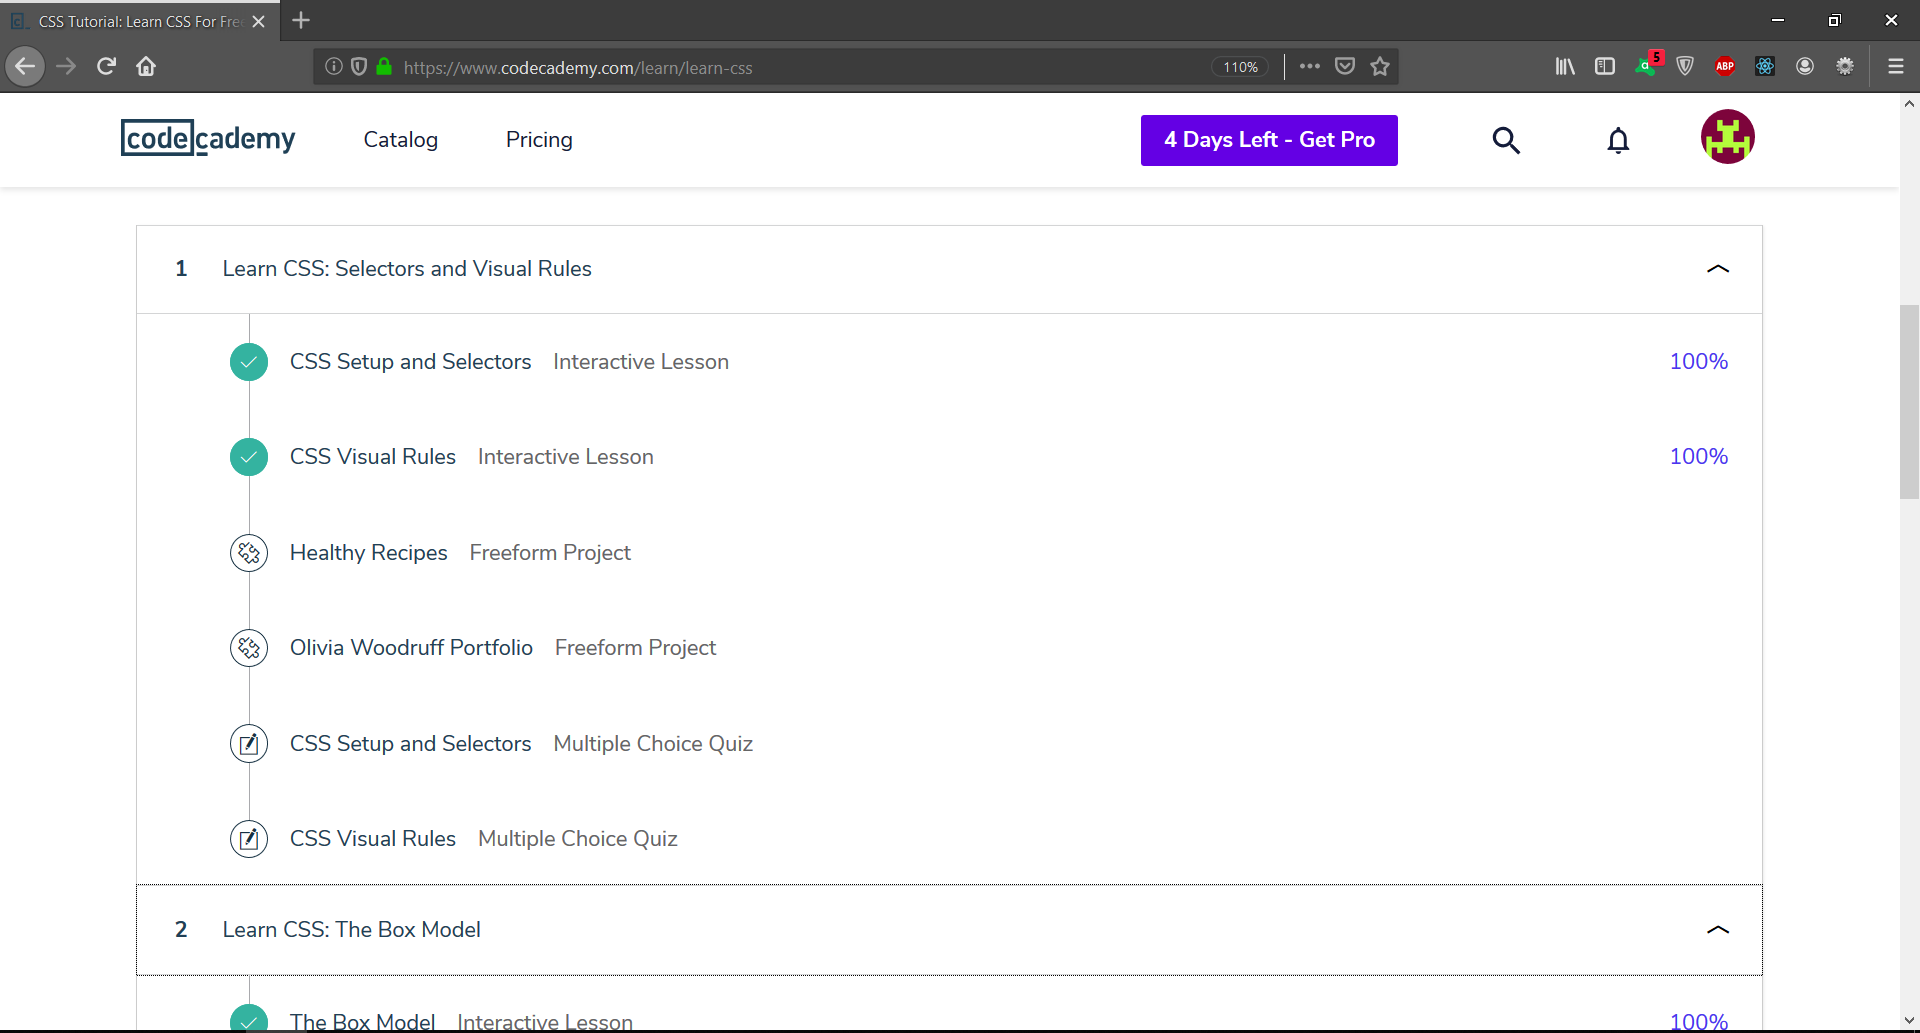 CSS Tutorial: Learn CSS For Fre
https://www.codecademy.com/learn/learn-css
110%
5
ABP
codecademy
Catalog
Pricing
4 Days Left - Get Pro
1 Learn CSS: Selectors and Visual Rules
CSS Setup and Selectors Interactive Lesson 100%
CSS Visual Rules Interactive Lesson 100%
Healthy Recipes Freeform Project
Olivia Woodruff Portfolio Freeform Project
CSS Setup and Selectors Multiple Choice Quiz
CSS Visual Rules Multiple Choice Quiz
2 Learn CSS: The Box Model
The Box Model Interactive Lesson 100%